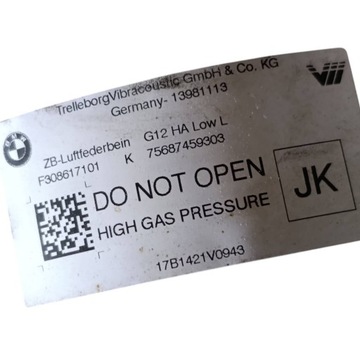 TrelleborgVibracoustic GmbH & Co. KG
Germany- 13981113
ZB-Luftfederbein G12 HA Low L
F308617101 K 75687459303
L
DO NOT OPEN
HIGH GAS PRESSURE
JK
17B1421V0943